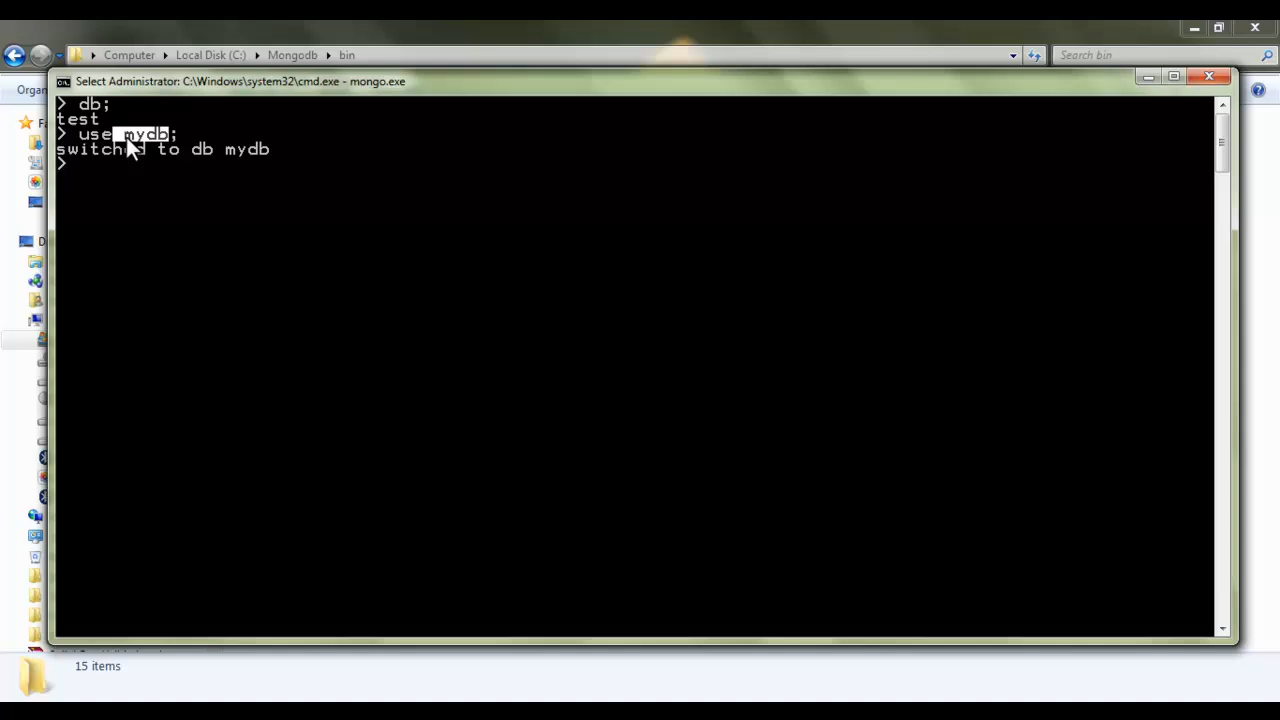 Computer Local Disk (C:) Mongodb bin
Search bin
Select Administrator: C:\Windows\system32\cmd.exe - mongo.exe
> db;
test
> use mydb;
switched to db mydb
>
15 items